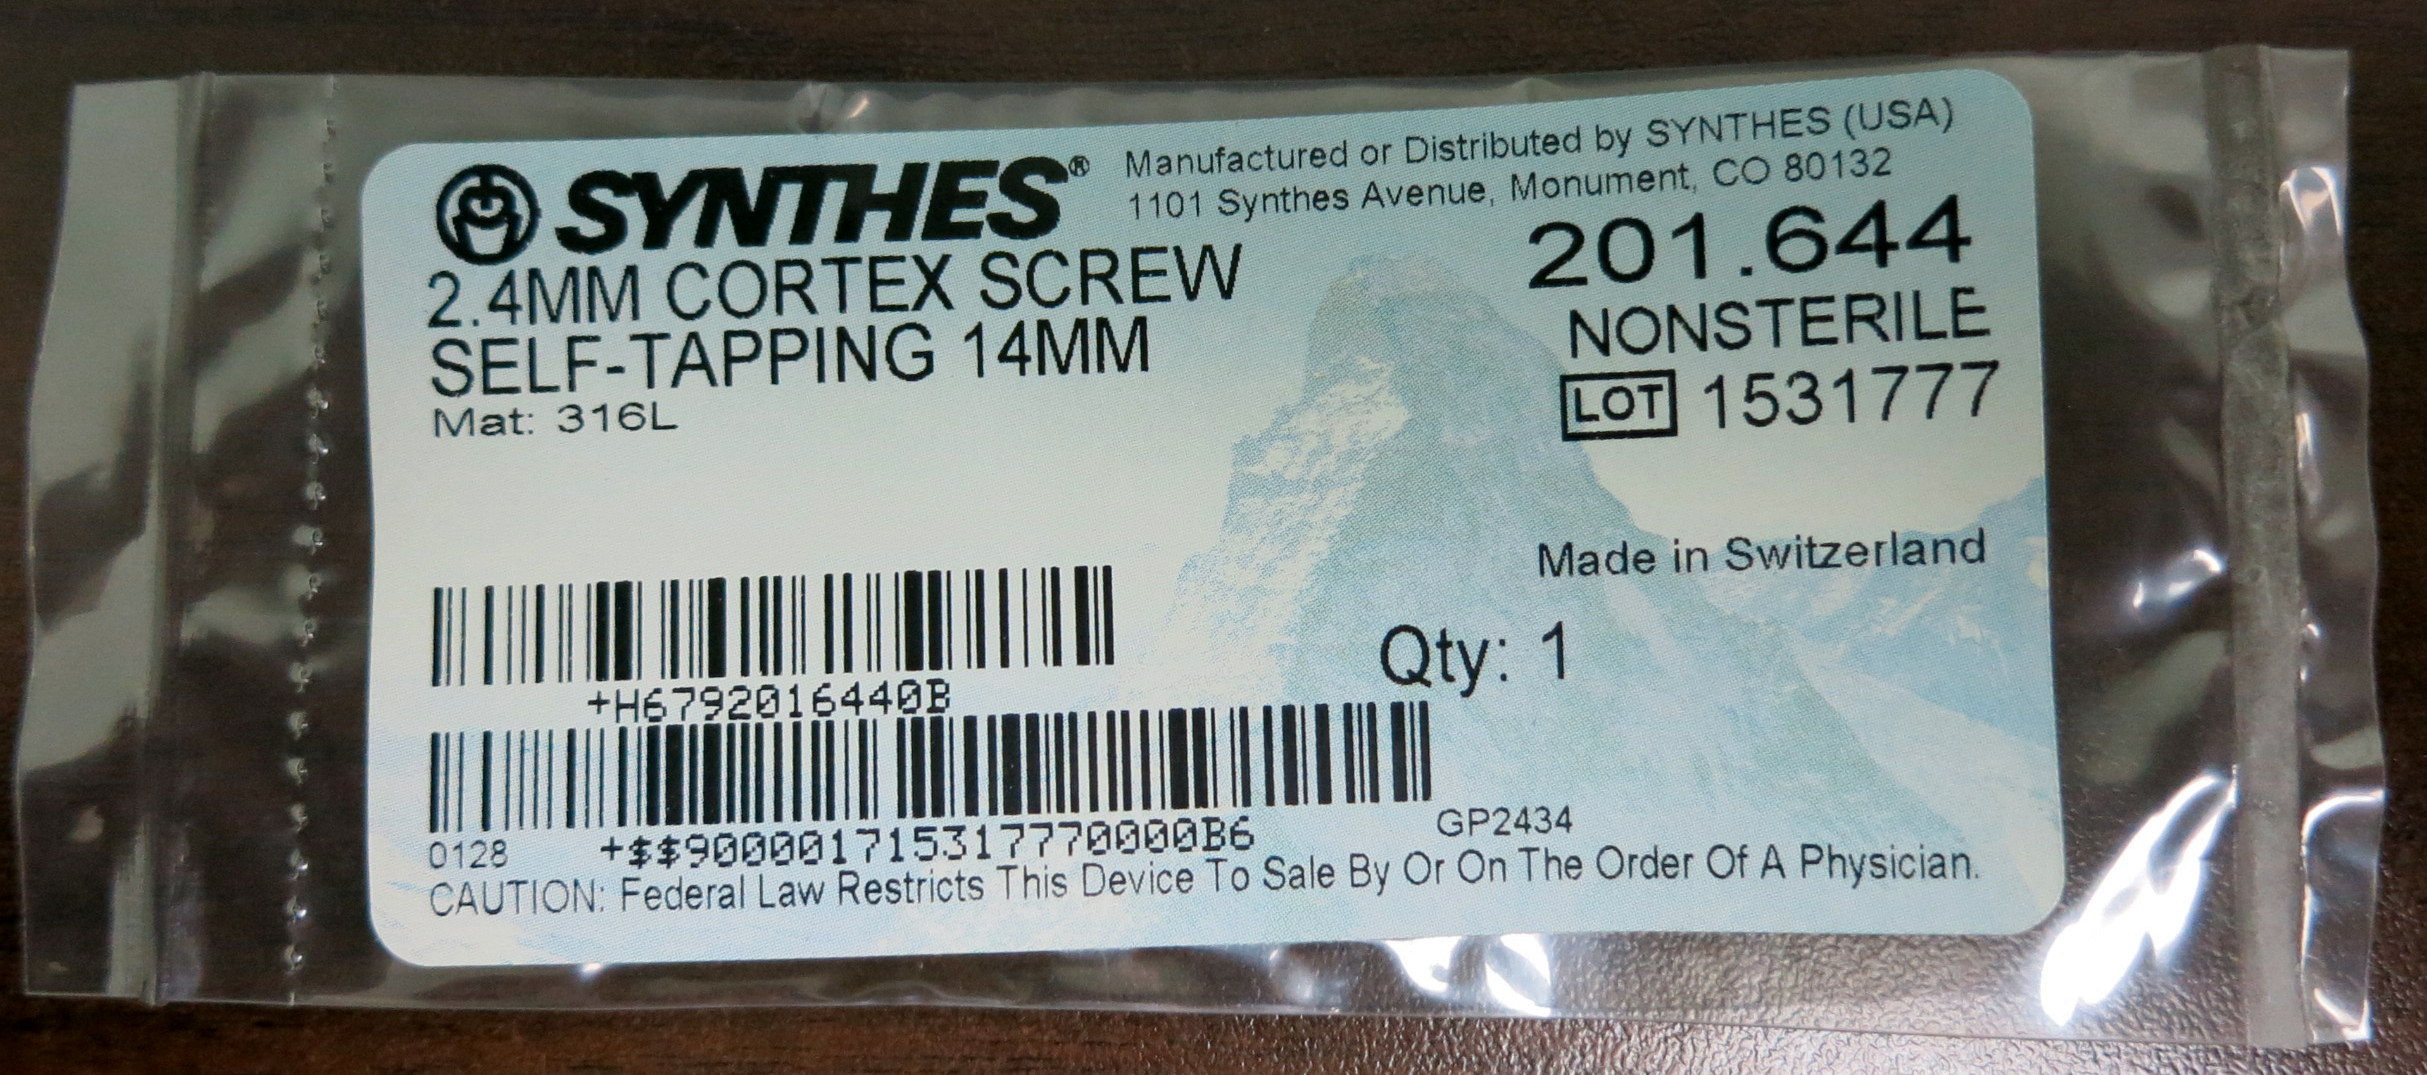 SYNTHES®
Manufactured or Distributed by SYNTHES (USA)
1101 Synthes Avenue, Monument, CO 80132
2.4MM CORTEX SCREW
SELF-TAPPING 14MM
Mat: 316L
201.644
NONSTERILE
LOT 1531777
Made in Switzerland
Qty: 1
+H6792016440B
GP2434
0128 +$$9000017153177770000B6
CAUTION: Federal Law Restricts This Device To Sale By Or On The Order Of A Physician.